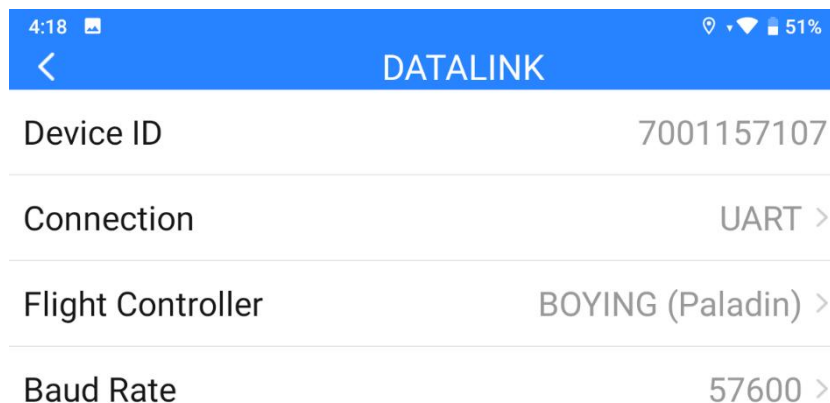 4:18 51%
DATALINK
Device ID 7001157107
Connection UART
Flight Controller BOYING (Paladin)
Baud Rate 57600